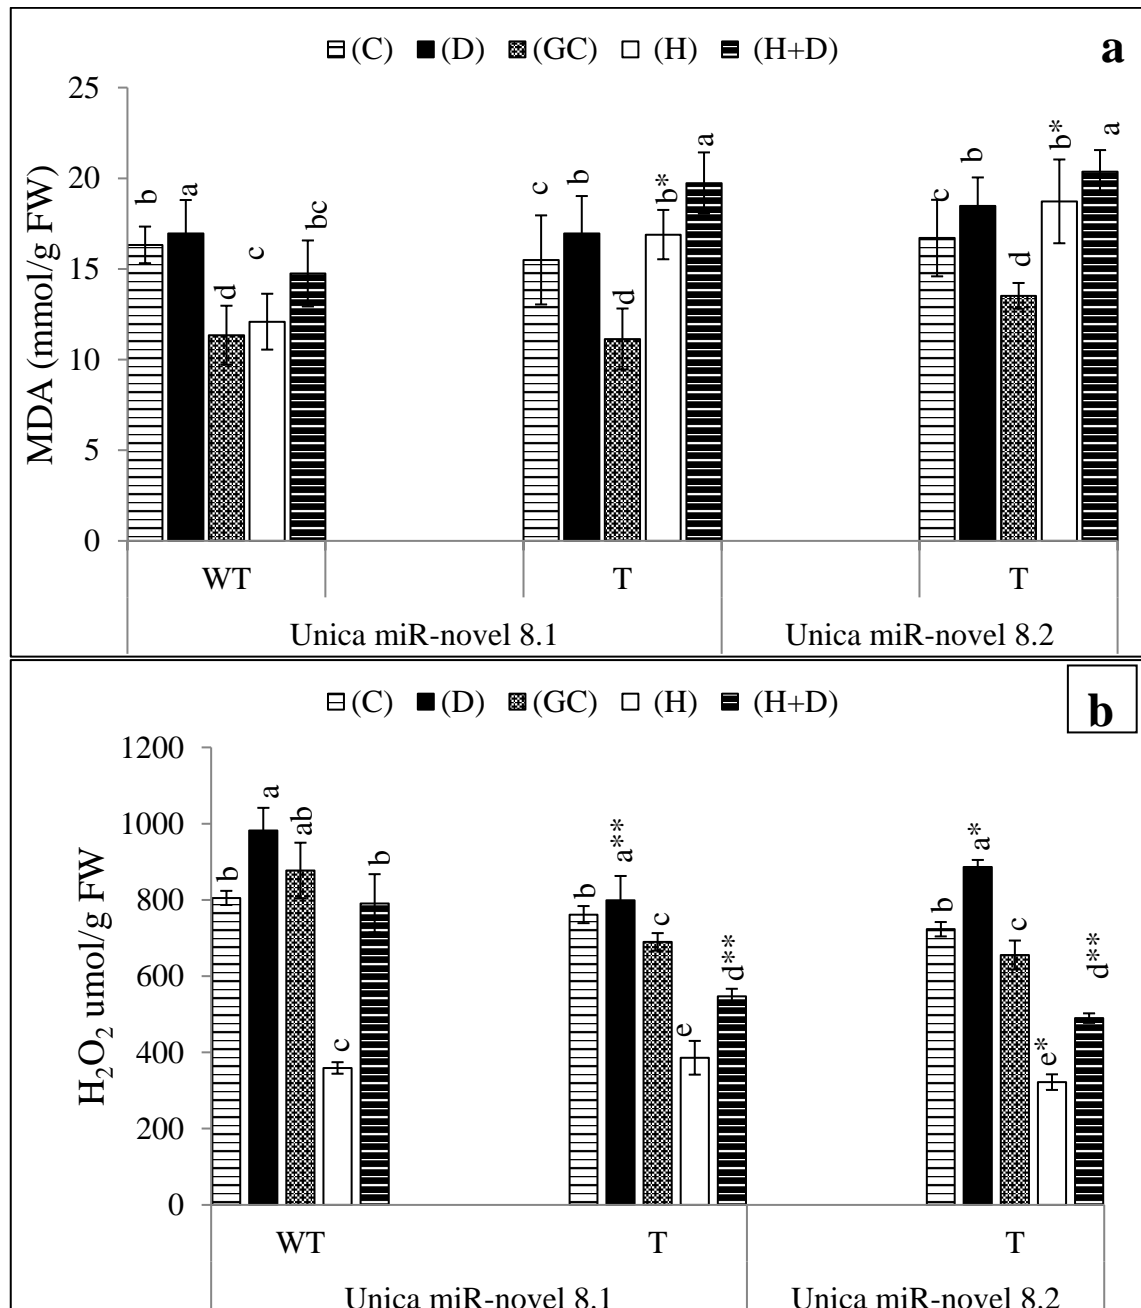 (C) (D) (GC) (H) (H+D)
a
MDA (mmol/g FW)
25
20
15
10
5
0
b a d c bc
c b d b* a
c b d b* a
WT T T
Unica miR-novel 8.1 Unica miR-novel 8.2
(C) (D) (GC) (H) (H+D)
b
H2O2 umol/g FW
1200
1000
800
600
400
200
0
b a ab c b
b a** c e d**
b a* c e* d**
WT T T
Unica miR-novel 8.1 Unica miR-novel 8.2